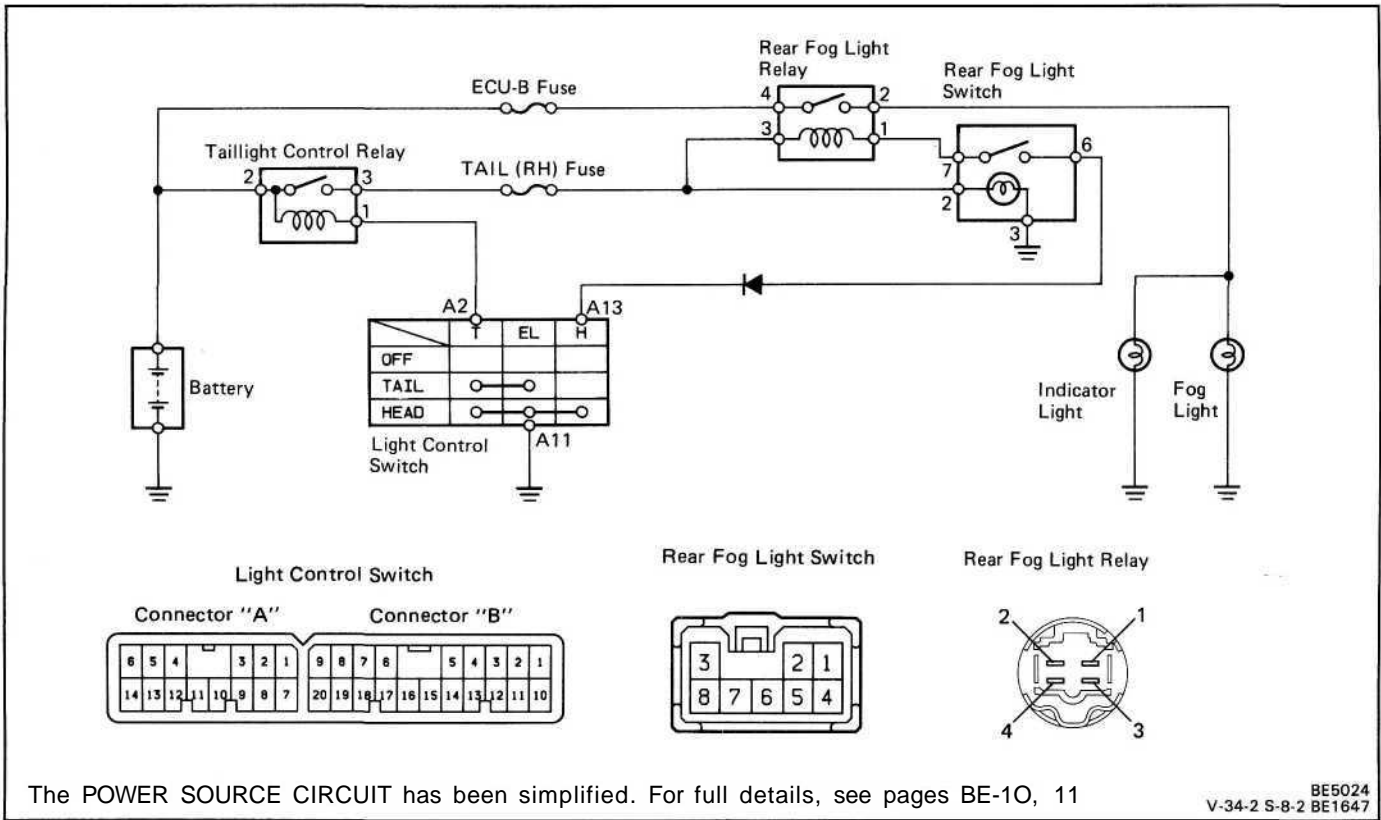 Rear Fog Light
Relay
Rear Fog Light
Switch
ECU-B Fuse
4
2
3
1
6
7
2
3
Taillight Control Relay
TAIL (RH) Fuse
2
3
1
A2
A13
T EL H
OFF
TAIL
HEAD
A11
Light Control
Switch
Battery
Indicator
Light
Fog
Light
Light Control Switch
Connector "A" Connector "B"
6 5 4 3 2 1 9 8 7 6 5 4 3 2 1
14 13 12 11 10 9 8 7 20 19 18 17 16 15 14 13 12 11 10
Rear Fog Light Switch
3 2 1
8 7 6 5 4
Rear Fog Light Relay
2 1
4 3
The POWER SOURCE CIRCUIT has been simplified. For full details, see pages BE-1O, 11
BE5024
V-34-2 S-8-2 BE1647